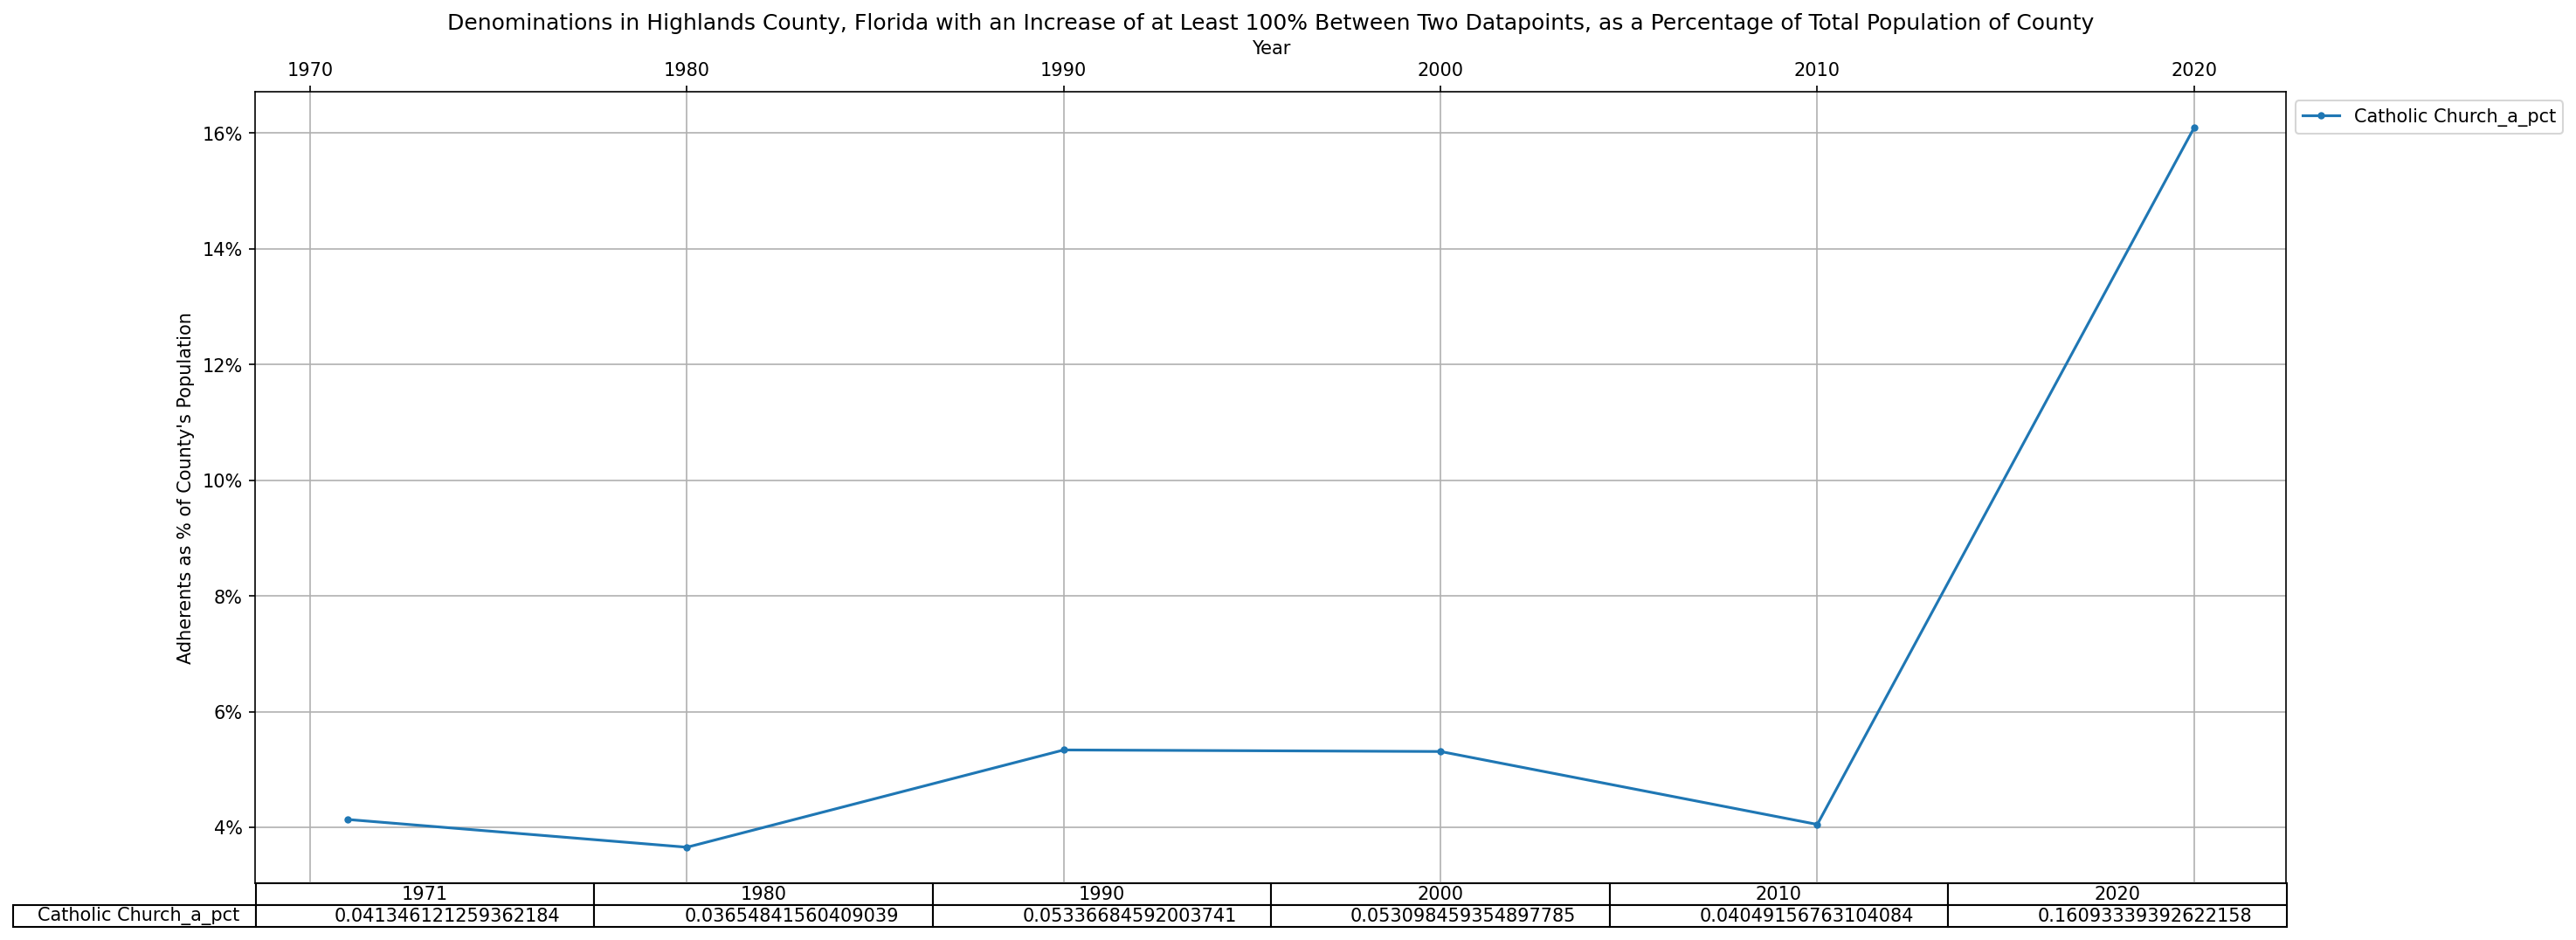 Denominations in Highlands County, Florida with an Increase of at Least 100% Between Two Datapoints, as a Percentage of Total Population of County
Year
1970 1980 1990 2000 2010 2020
Catholic Church_a_pct
16%
14%
12%
10%
8%
6%
4%
Adherents as % of County's Population
1971 1980 1990 2000 2010 2020
Catholic Church_a_pct 0.041346121259362184 0.03654841560409039 0.05336684592003741 0.053098459354897785 0.04049156763104084 0.16093339392622158